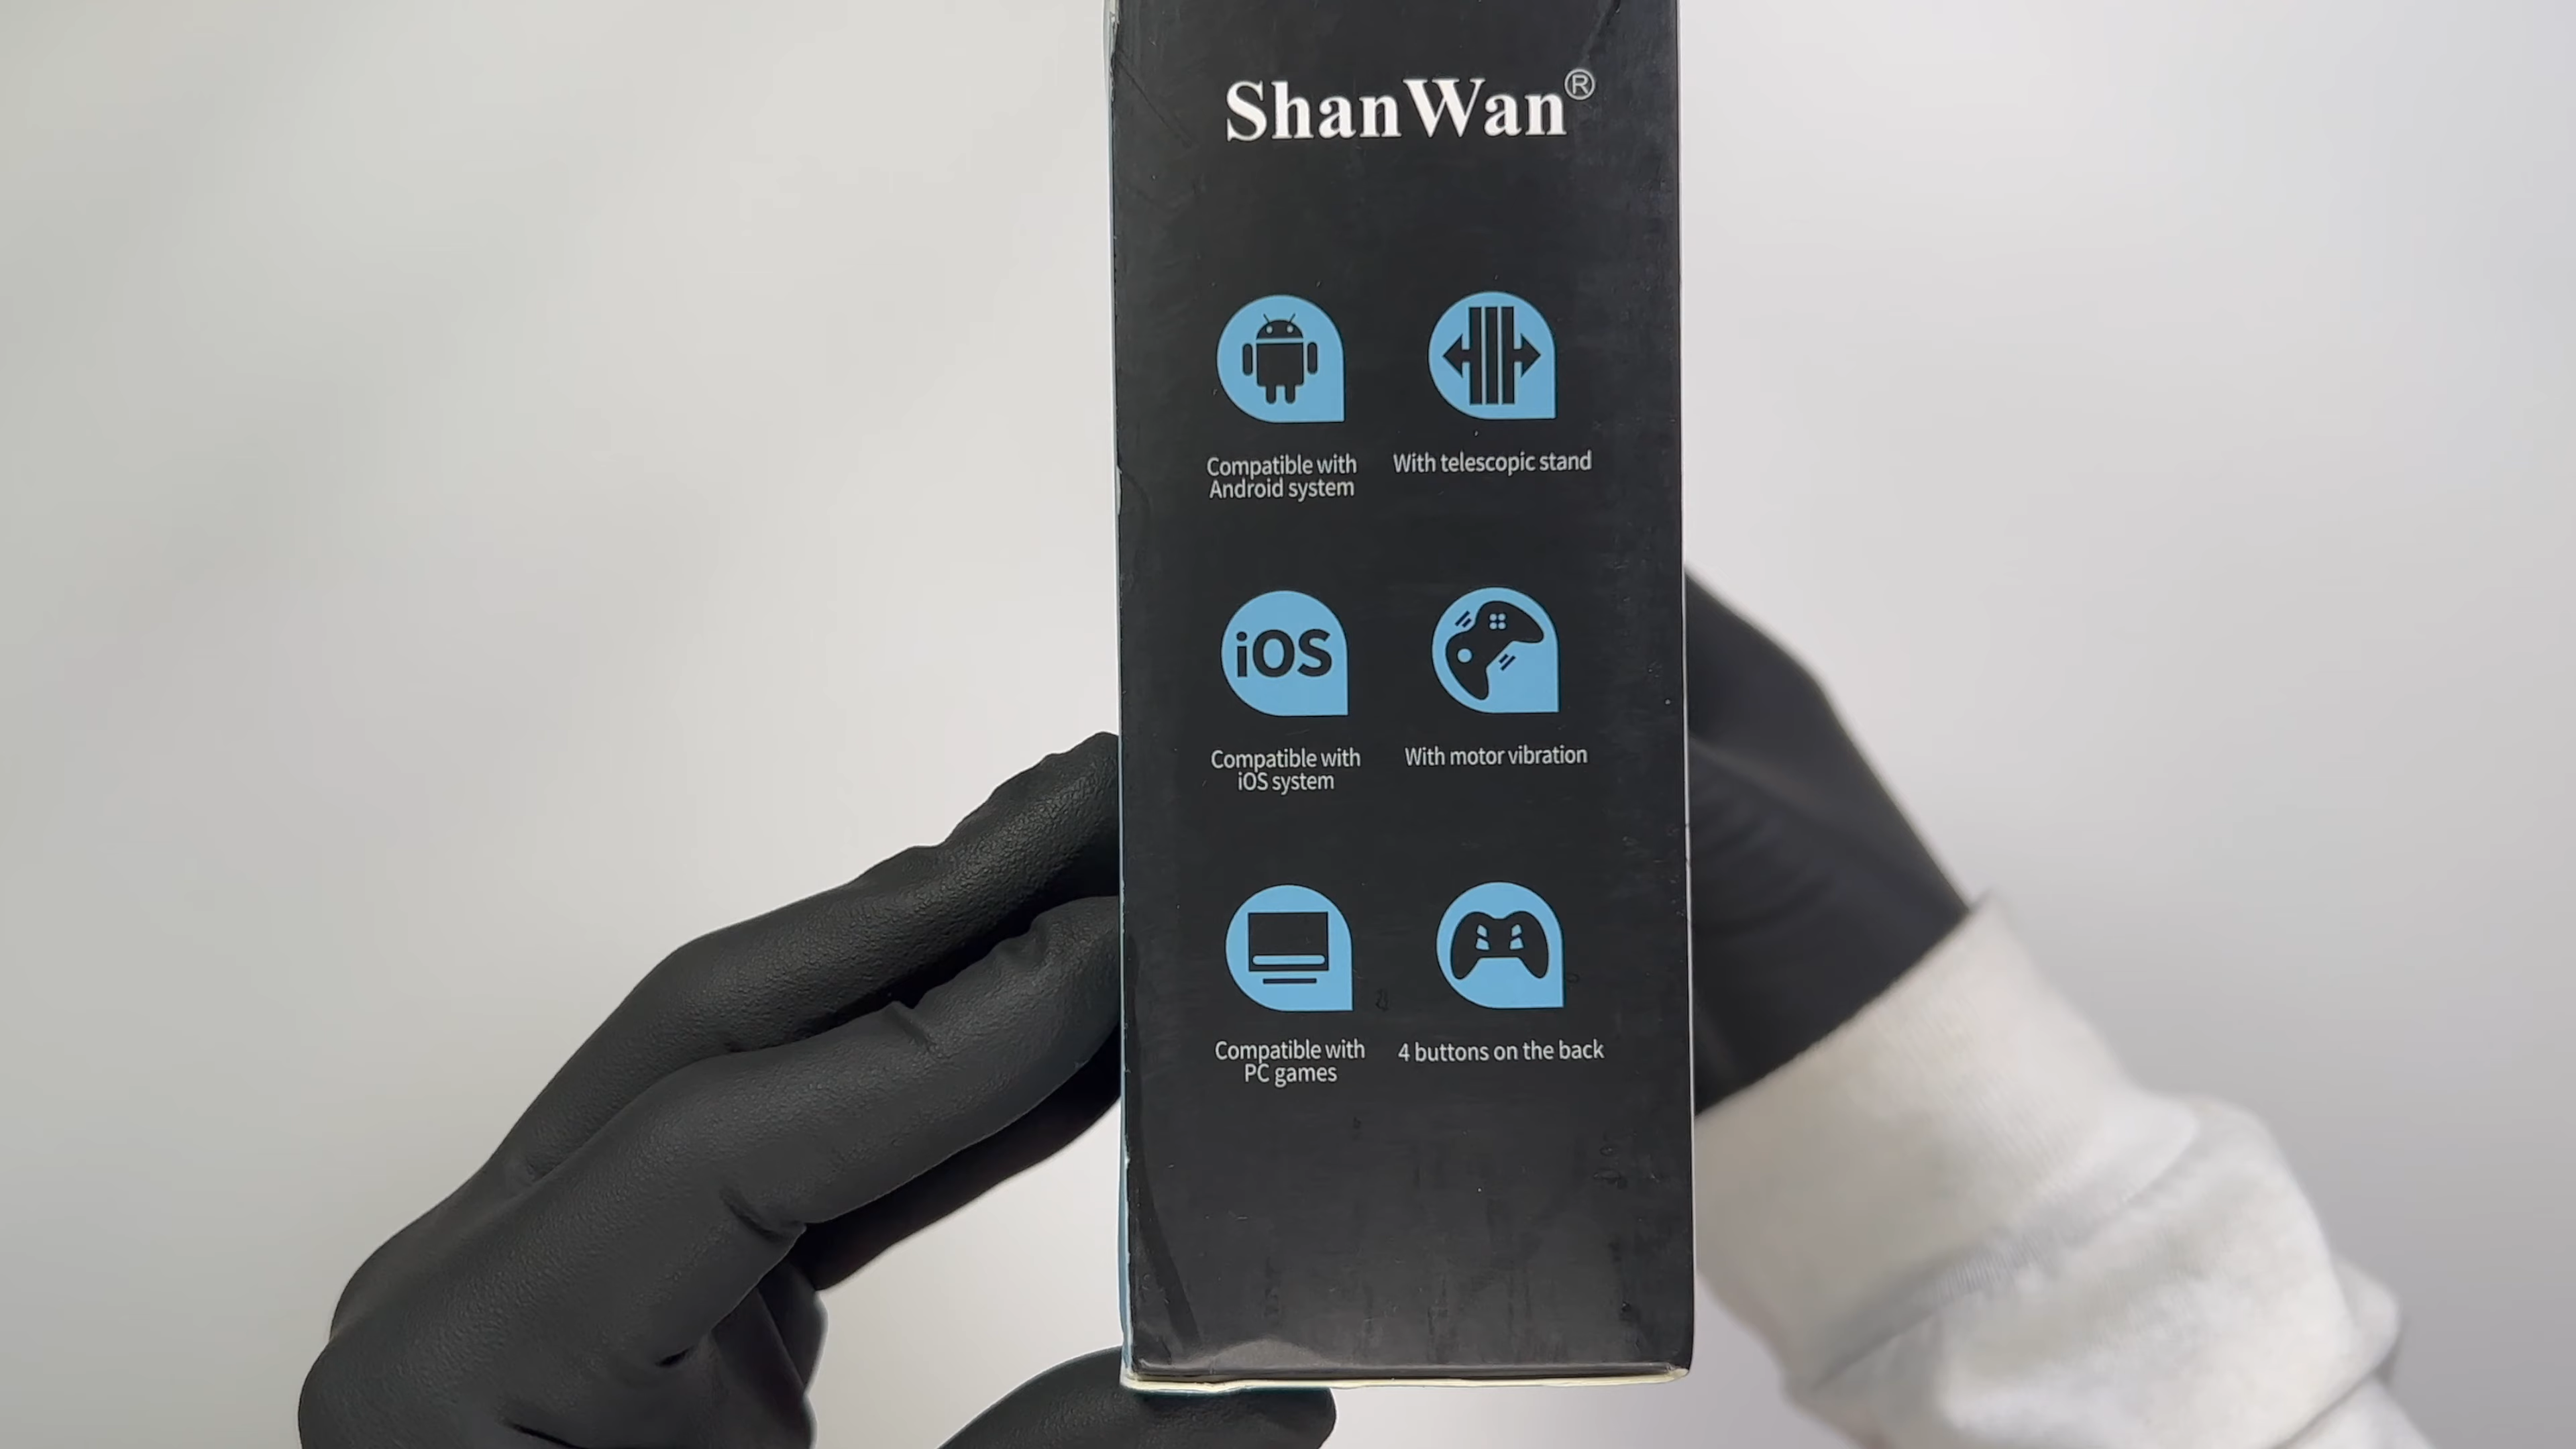 ShanWan®
Compatible with
Android system
With telescopic stand
iOS
Compatible with
iOS system
With motor vibration
Compatible with
PC games
4 buttons on the back